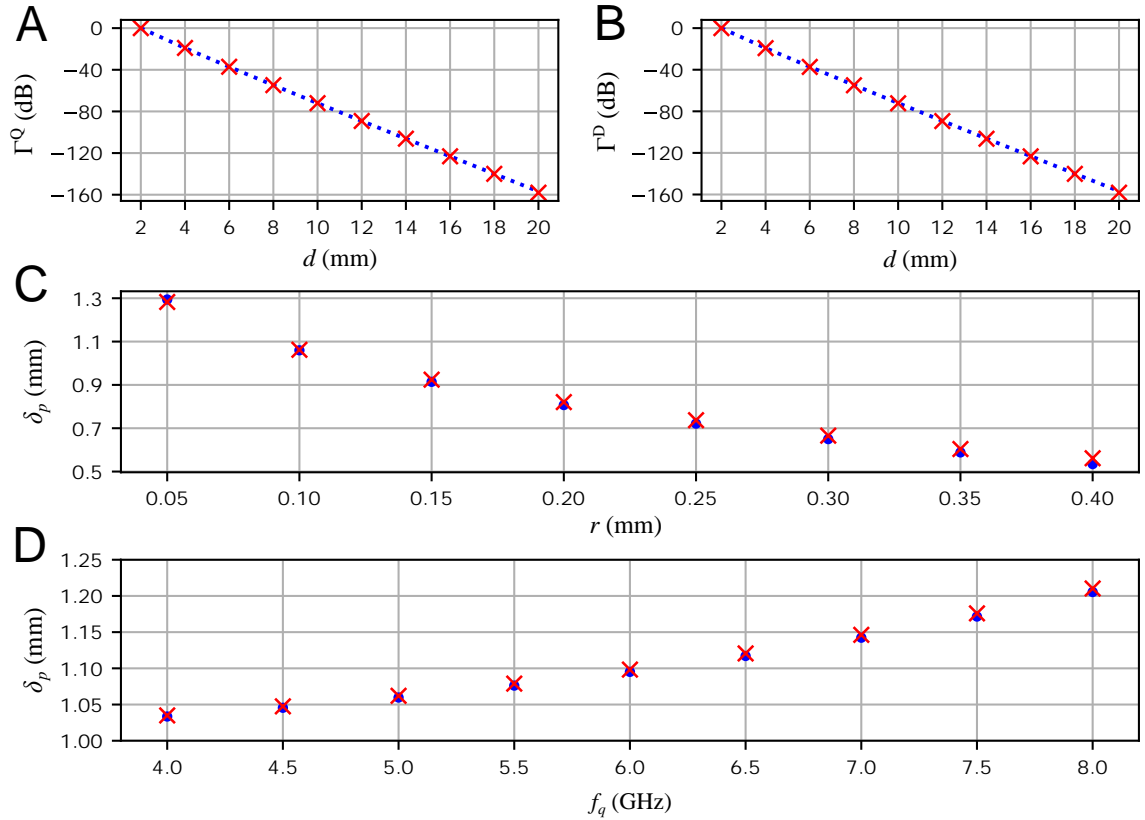 A
B
Γ^Q (dB)
0
−40
−80
−120
−160
2 4 6 8 10 12 14 16 18 20
d (mm)
Γ^D (dB)
0
−40
−80
−120
−160
2 4 6 8 10 12 14 16 18 20
d (mm)
C
δ_p (mm)
1.3
1.1
0.9
0.7
0.5
0.05 0.10 0.15 0.20 0.25 0.30 0.35 0.40
r (mm)
D
δ_p (mm)
1.25
1.20
1.15
1.10
1.05
1.00
4.0 4.5 5.0 5.5 6.0 6.5 7.0 7.5 8.0
f_q (GHz)